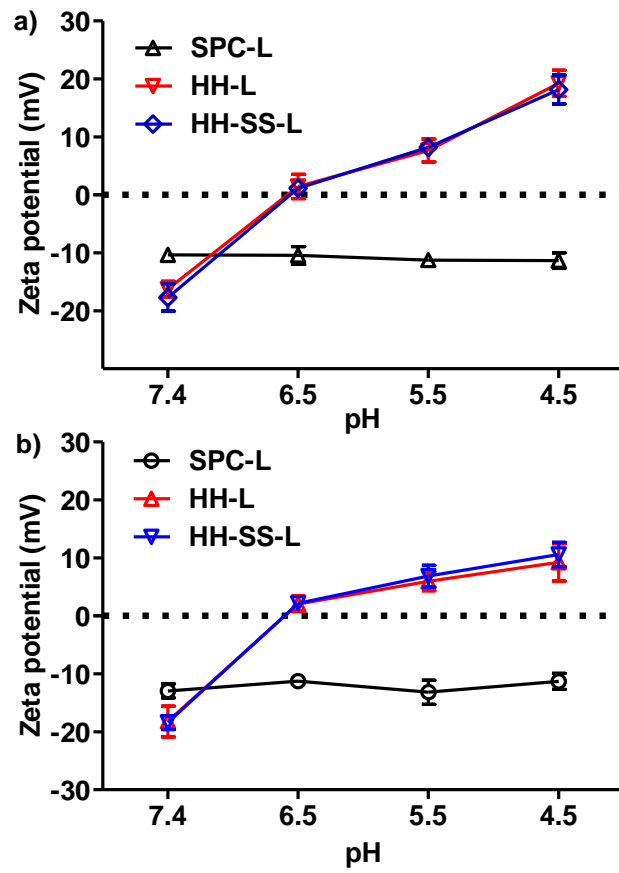 a)
30
20
10
0
-10
-20
Zeta potential (mV)
SPC-L
HH-L
HH-SS-L
7.4 6.5 5.5 4.5
pH
b)
30
20
10
0
-10
-20
-30
Zeta potential (mV)
SPC-L
HH-L
HH-SS-L
7.4 6.5 5.5 4.5
pH